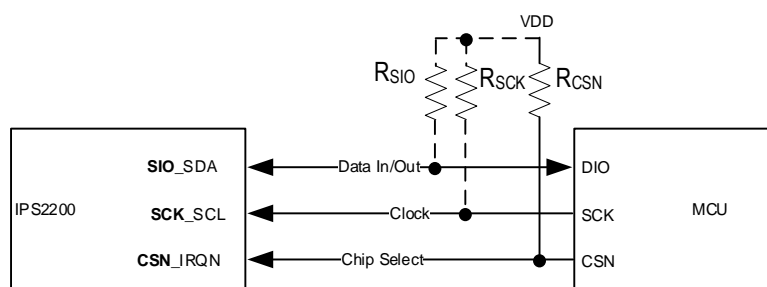 VDD
RSIO RSCK RCSN
SIO_SDA Data In/Out DIO
IPS2200 SCK_SCL Clock SCK MCU
CSN_IRQN Chip Select CSN